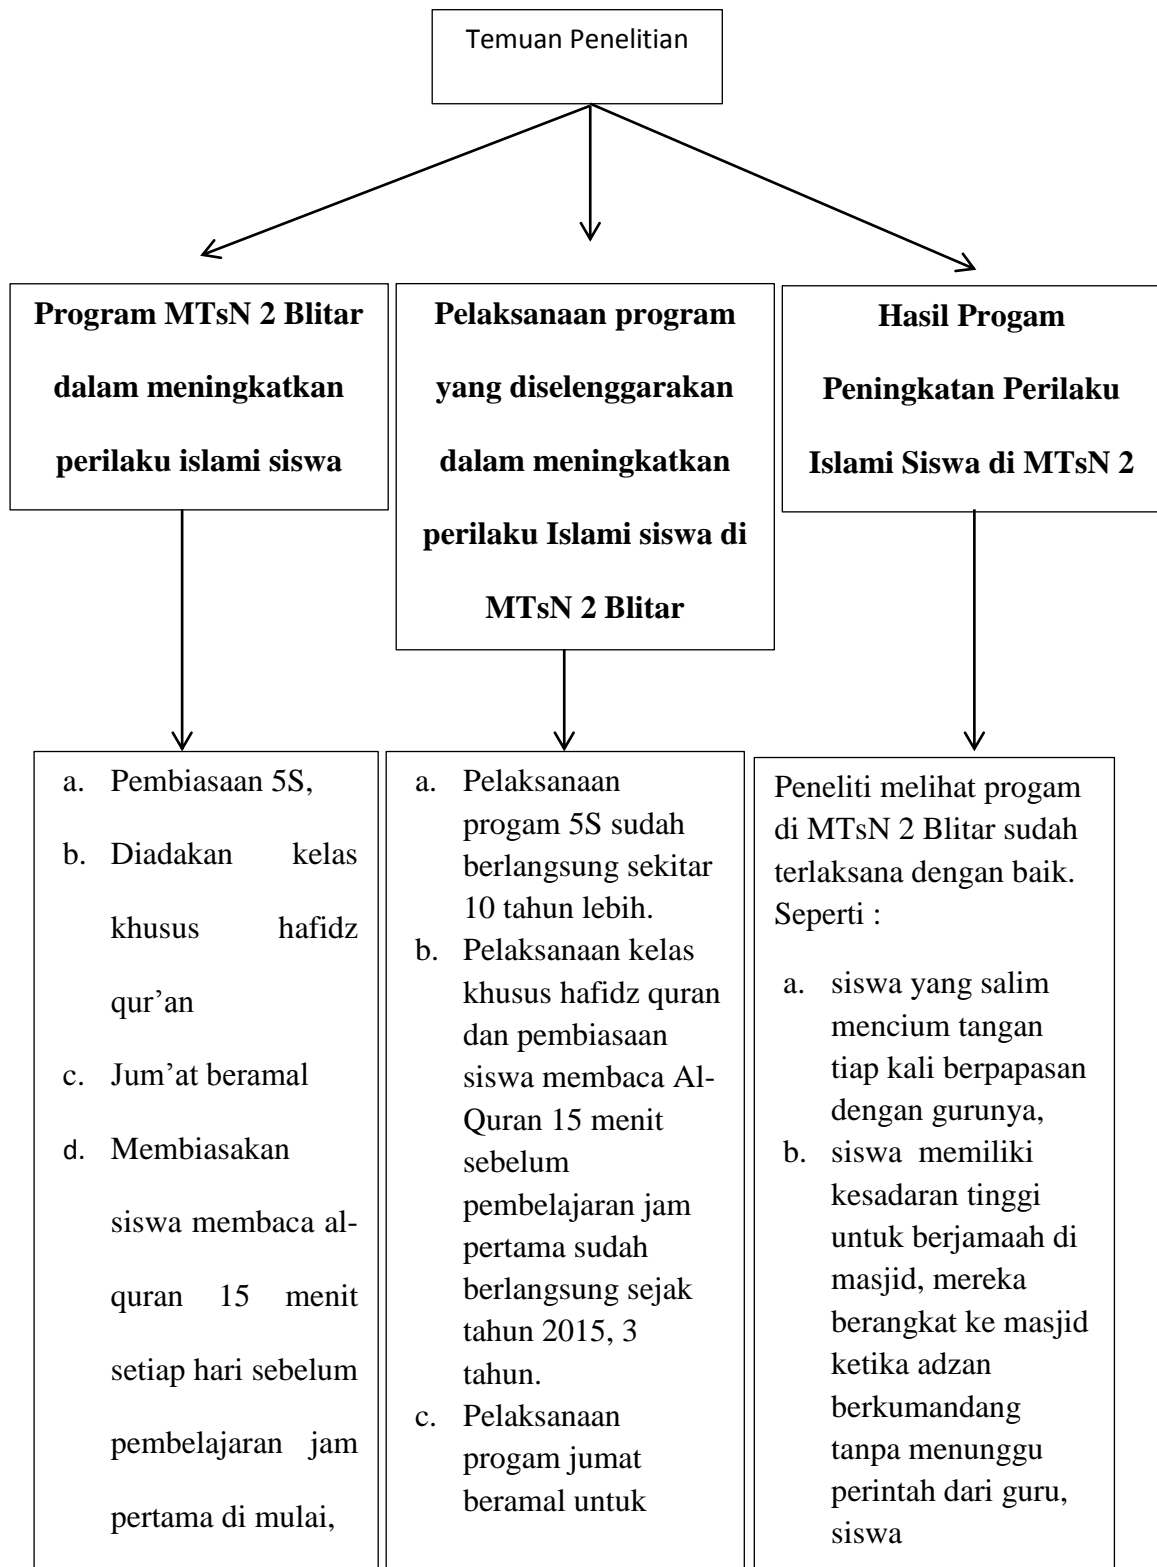 Temuan Penelitian
Program MTsN 2 Blitar
dalam meningkatkan
perilaku islami siswa
Pelaksanaan program
yang diselenggarakan
dalam meningkatkan
perilaku Islami siswa di
MTsN 2 Blitar
Hasil Progam
Peningkatan Perilaku
Islami Siswa di MTsN 2
a. Pembiasaan 5S,
b. Diadakan kelas
khusus hafidz
qur’an
c. Jum’at beramal
d. Membiasakan
siswa membaca al-
quran 15 menit
setiap hari sebelum
pembelajaran jam
pertama di mulai,
a. Pelaksanaan
progam 5S sudah
berlangsung sekitar
10 tahun lebih.
b. Pelaksanaan kelas
khusus hafidz quran
dan pembiasaan
siswa membaca Al-
Quran 15 menit
sebelum
pembelajaran jam
pertama sudah
berlangsung sejak
tahun 2015, 3
tahun.
c. Pelaksanaan
progam jumat
beramal untuk
Peneliti melihat progam
di MTsN 2 Blitar sudah
terlaksana dengan baik.
Seperti :
a. siswa yang salim
mencium tangan
tiap kali berpapasan
dengan gurunya,
b. siswa memiliki
kesadaran tinggi
untuk berjamaah di
masjid, mereka
berangkat ke masjid
ketika adzan
berkumandang
tanpa menunggu
perintah dari guru,
siswa